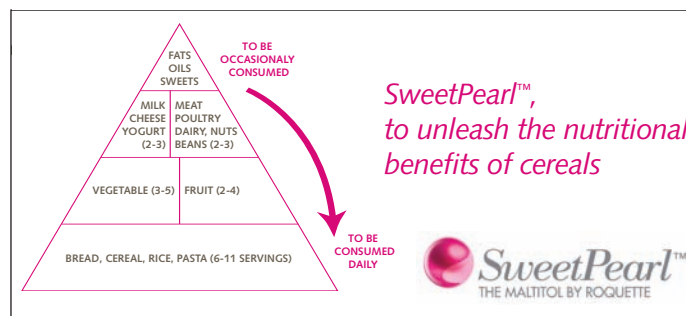 FATS
OILS
SWEETS
TO BE
OCCASIONALY
CONSUMED
MILK
CHEESE
YOGURT
(2-3)
MEAT
POULTRY
DAIRY, NUTS
BEANS (2-3)
VEGETABLE (3-5)
FRUIT (2-4)
BREAD, CEREAL, RICE, PASTA (6-11 SERVINGS)
TO BE
CONSUMED
DAILY
SweetPearl™,
to unleash the nutritional
benefits of cereals
SweetPearl™
THE MALTITOL BY ROQUETTE